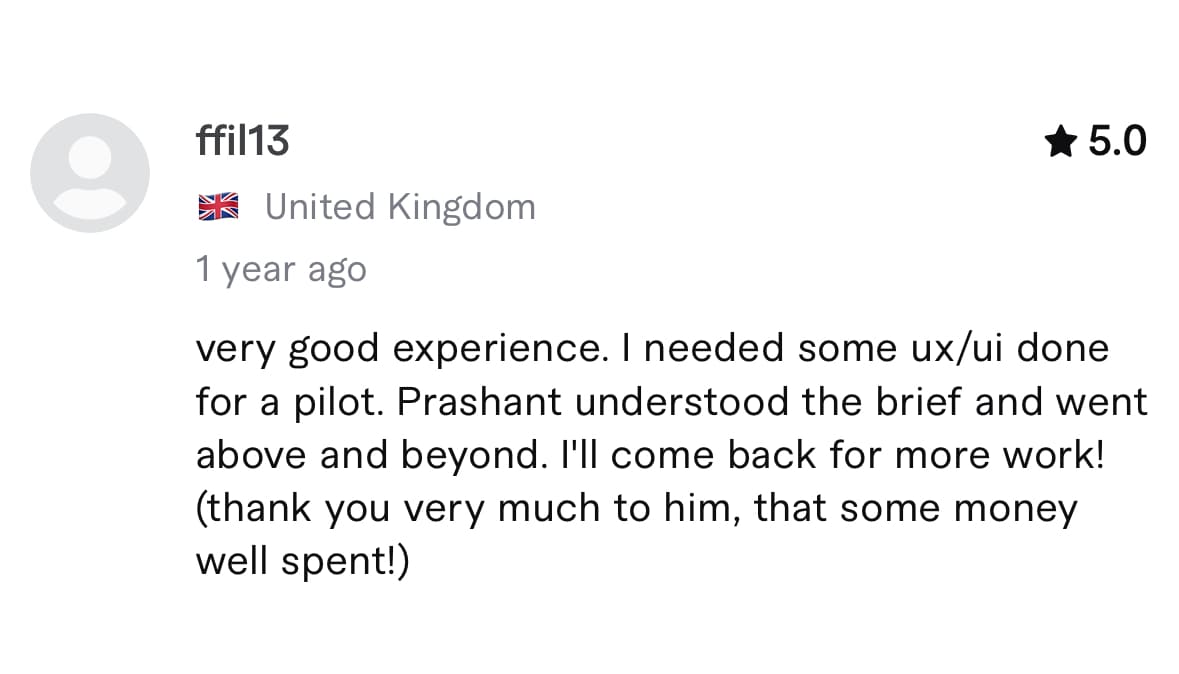 ffil13
5.0
United Kingdom
1 year ago
very good experience. I needed some ux/ui done
for a pilot. Prashant understood the brief and went
above and beyond. I'll come back for more work!
(thank you very much to him, that some money
well spent!)